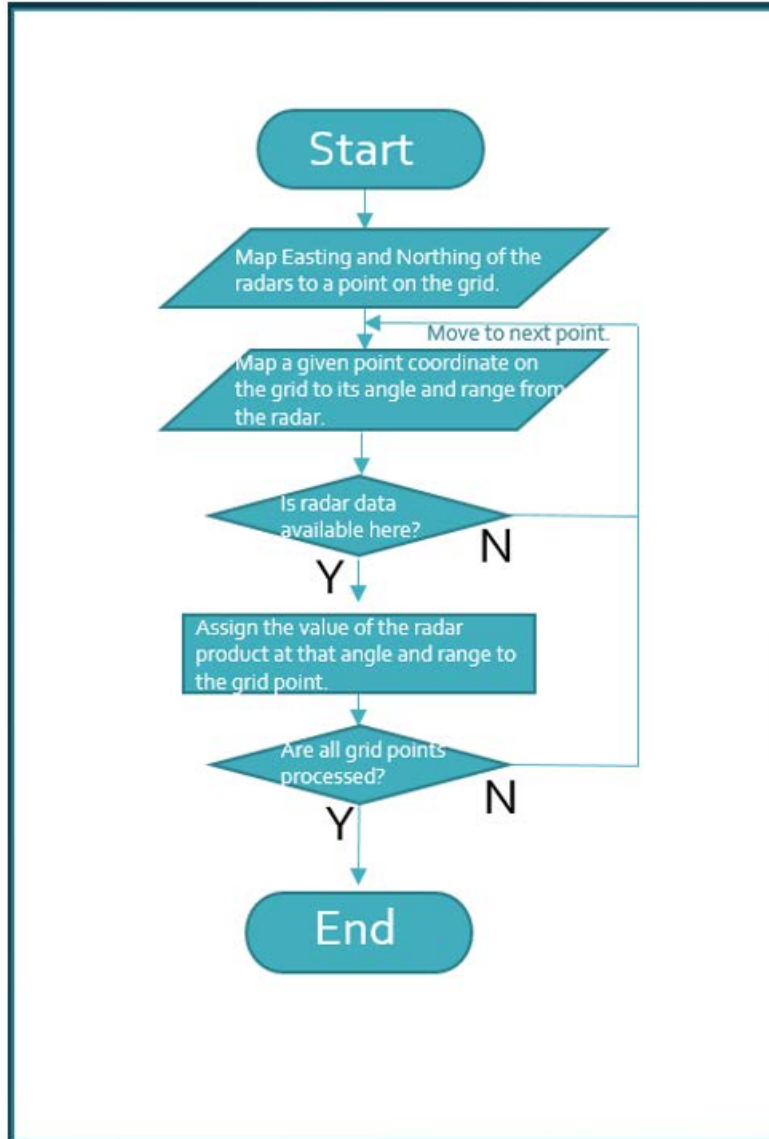 Start
Map Easting and Northing of the
radars to a point on the grid.
Move to next point.
Map a given point coordinate on
the grid to its angle and range from
the radar.
Is radar data
available here?
N
Y
Assign the value of the radar
product at that angle and range to
the grid point.
Are all grid points
processed?
N
Y
End